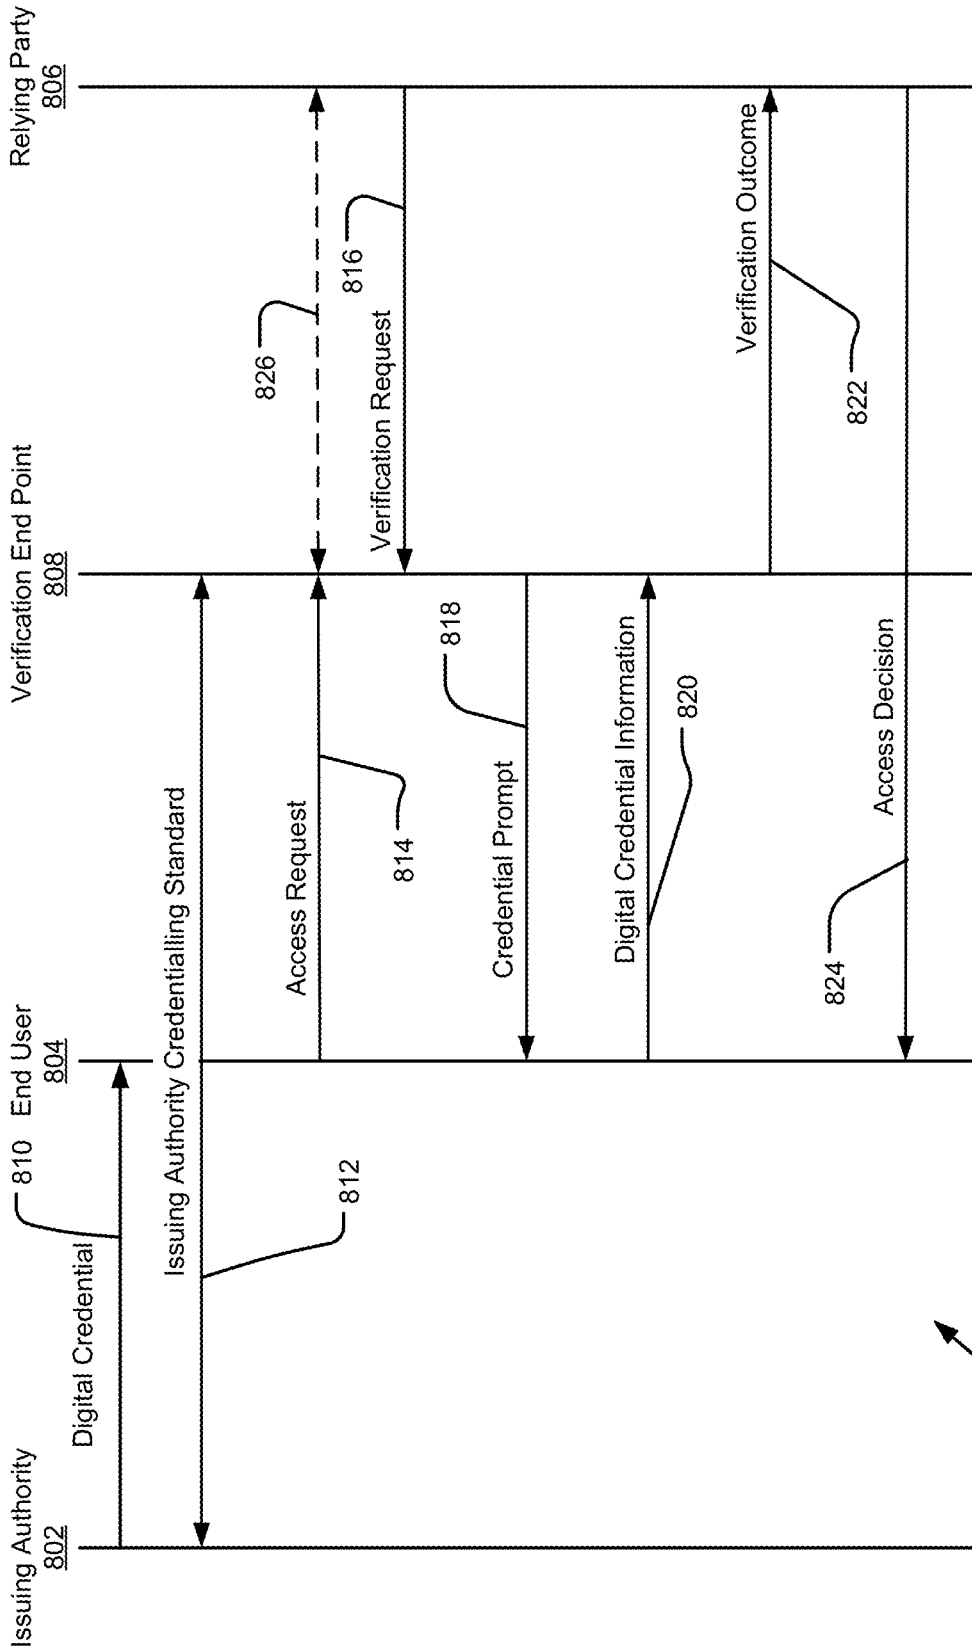 Issuing Authority
802
810
End User
804
Verification End Point
808
Relying Party
806
Digital Credential
Issuing Authority Credentialling Standard
812
Access Request
814
826
816
Verification Request
818
Credential Prompt
Digital Credential Information
820
Verification Outcome
822
Access Decision
824